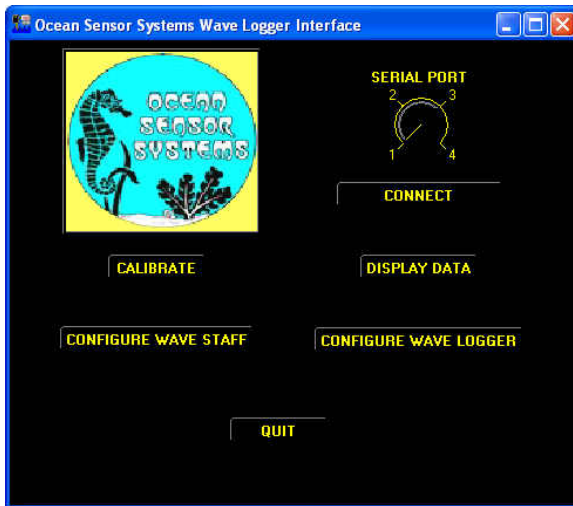 Ocean Sensor Systems Wave Logger Interface
OCEAN
SENSOR
SYSTEMS
SERIAL PORT
2 3
1 4
CONNECT
CALIBRATE
DISPLAY DATA
CONFIGURE WAVE STAFF
CONFIGURE WAVE LOGGER
QUIT